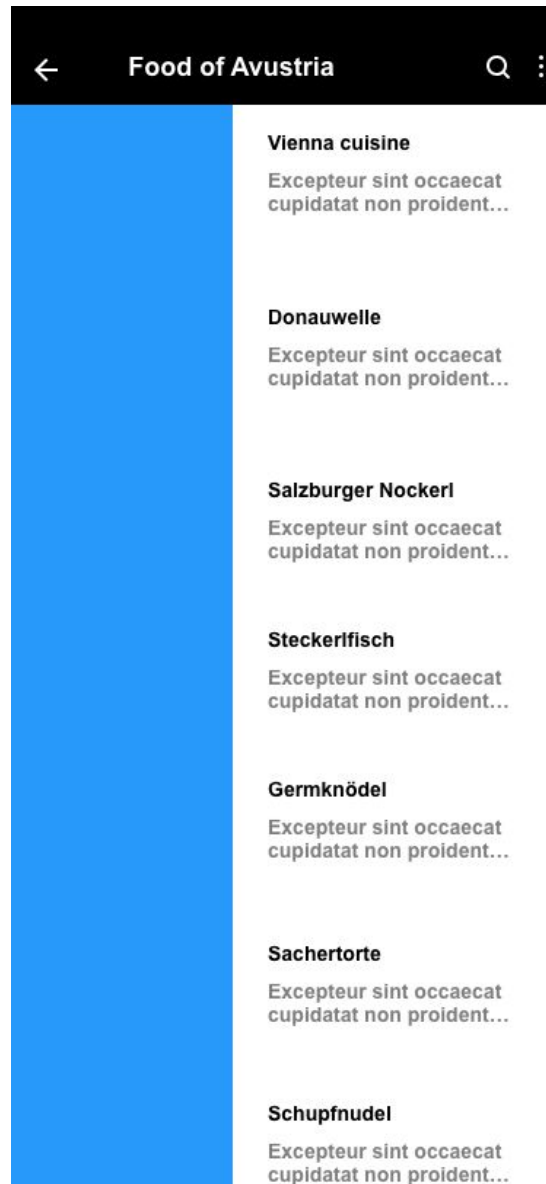 Food of Avustria
Vienna cuisine
Excepteur sint occaecat
cupidatat non proident…
Donauwelle
Excepteur sint occaecat
cupidatat non proident…
Salzburger Nockerl
Excepteur sint occaecat
cupidatat non proident…
Steckerlfisch
Excepteur sint occaecat
cupidatat non proident…
Germknödel
Excepteur sint occaecat
cupidatat non proident…
Sachertorte
Excepteur sint occaecat
cupidatat non proident…
Schupfnudel
Excepteur sint occaecat
cupidatat non proident…